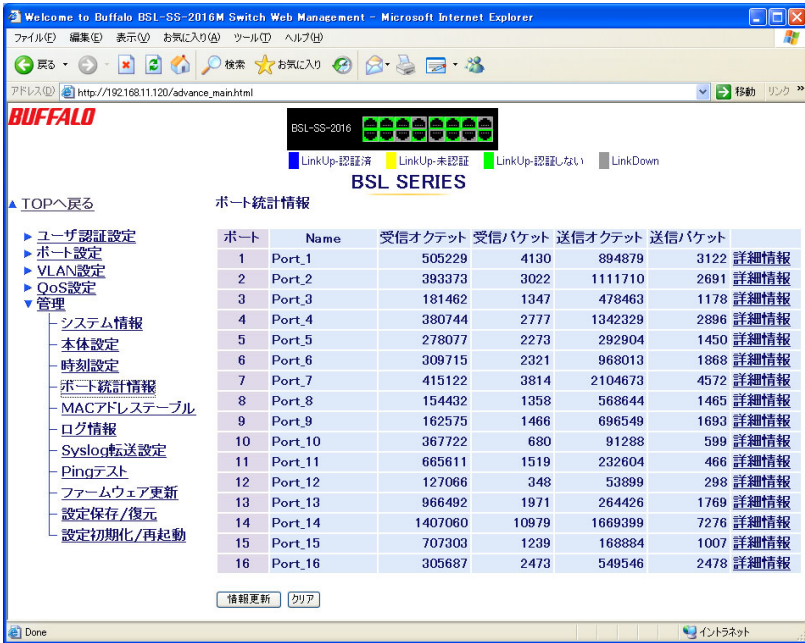 Welcome to Buffalo BSL-SS-2016M Switch Web Management - Microsoft Internet Explorer
ファイル(F) 編集(E) 表示(V) お気に入り(A) ツール(T) ヘルプ(H)
戻る 検索 お気に入り
アドレス(D) http://192.168.11.120/advance_main.html 移動 リンク »
BUFFALO
BSL-SS-2016
LinkUp-認証済 LinkUp-未認証 LinkUp-認証しない LinkDown
BSL SERIES
TOPへ戻る
ユーザ認証設定
ポート設定
VLAN設定
QoS設定
管理
システム情報
本体設定
時刻設定
ポート統計情報
MACアドレステーブル
ログ情報
Syslog転送設定
Pingテスト
ファームウェア更新
設定保存/復元
設定初期化/再起動
ポート統計情報
ポート Name 受信オクテット 受信パケット 送信オクテット 送信パケット
1 Port_1 505229 4130 894879 3122 詳細情報
2 Port_2 393373 3022 1111710 2691 詳細情報
3 Port_3 181462 1347 478463 1178 詳細情報
4 Port_4 380744 2777 1342329 2896 詳細情報
5 Port_5 278077 2273 292904 1450 詳細情報
6 Port_6 309715 2321 968013 1868 詳細情報
7 Port_7 415122 3814 2104673 4572 詳細情報
8 Port_8 154432 1358 568644 1465 詳細情報
9 Port_9 162575 1466 696549 1693 詳細情報
10 Port_10 367722 680 91288 599 詳細情報
11 Port_11 665611 1519 232604 466 詳細情報
12 Port_12 127066 348 53899 298 詳細情報
13 Port_13 966492 1971 264426 1769 詳細情報
14 Port_14 1407060 10979 1669399 7276 詳細情報
15 Port_15 707303 1239 168884 1007 詳細情報
16 Port_16 305687 2473 549546 2478 詳細情報
情報更新 クリア
Done イントラネット